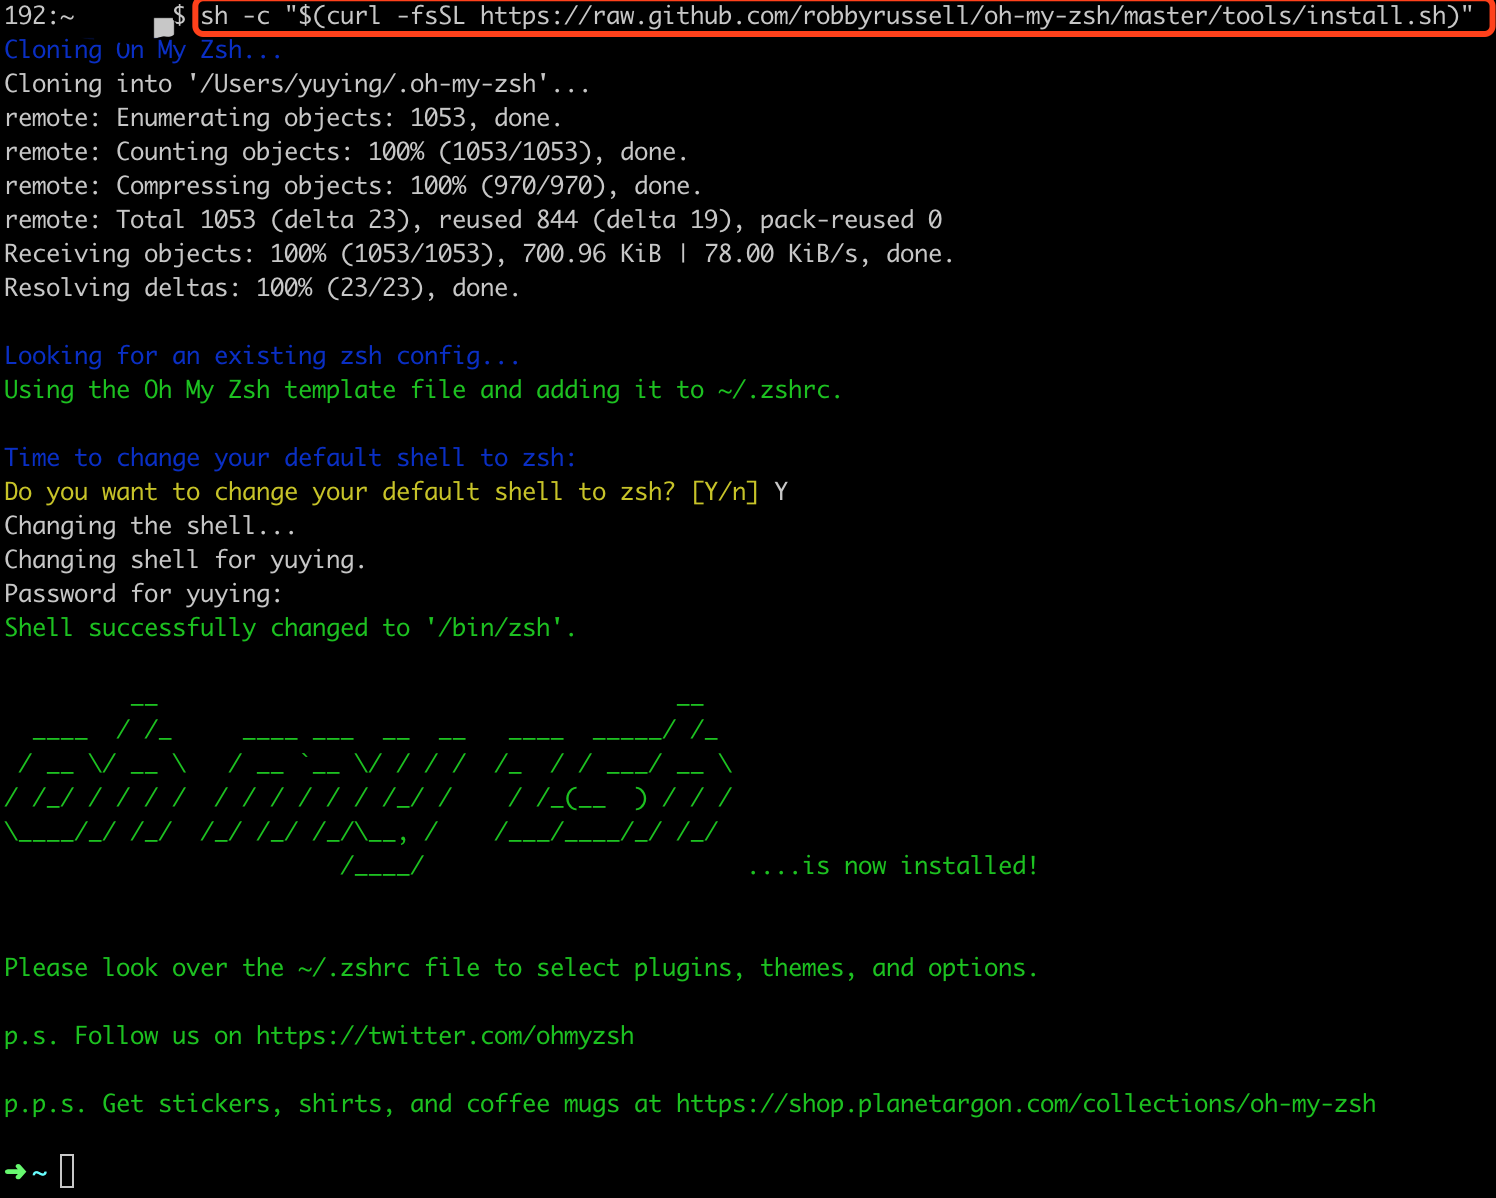 192:~ $ sh -c "$(curl -fsSL https://raw.github.com/robbyrussell/oh-my-zsh/master/tools/install.sh)"
Cloning Oh My Zsh...
Cloning into '/Users/yuying/.oh-my-zsh'...
remote: Enumerating objects: 1053, done.
remote: Counting objects: 100% (1053/1053), done.
remote: Compressing objects: 100% (970/970), done.
remote: Total 1053 (delta 23), reused 844 (delta 19), pack-reused 0
Receiving objects: 100% (1053/1053), 700.96 KiB | 78.00 KiB/s, done.
Resolving deltas: 100% (23/23), done.
Looking for an existing zsh config...
Using the Oh My Zsh template file and adding it to ~/.zshrc.
Time to change your default shell to zsh:
Do you want to change your default shell to zsh? [Y/n] Y
Changing the shell...
Changing shell for yuying.
Password for yuying:
Shell successfully changed to '/bin/zsh'.
oh my zsh
....is now installed!
Please look over the ~/.zshrc file to select plugins, themes, and options.
p.s. Follow us on https://twitter.com/ohmyzsh
p.p.s. Get stickers, shirts, and coffee mugs at https://shop.planetargon.com/collections/oh-my-zsh
➜ ~